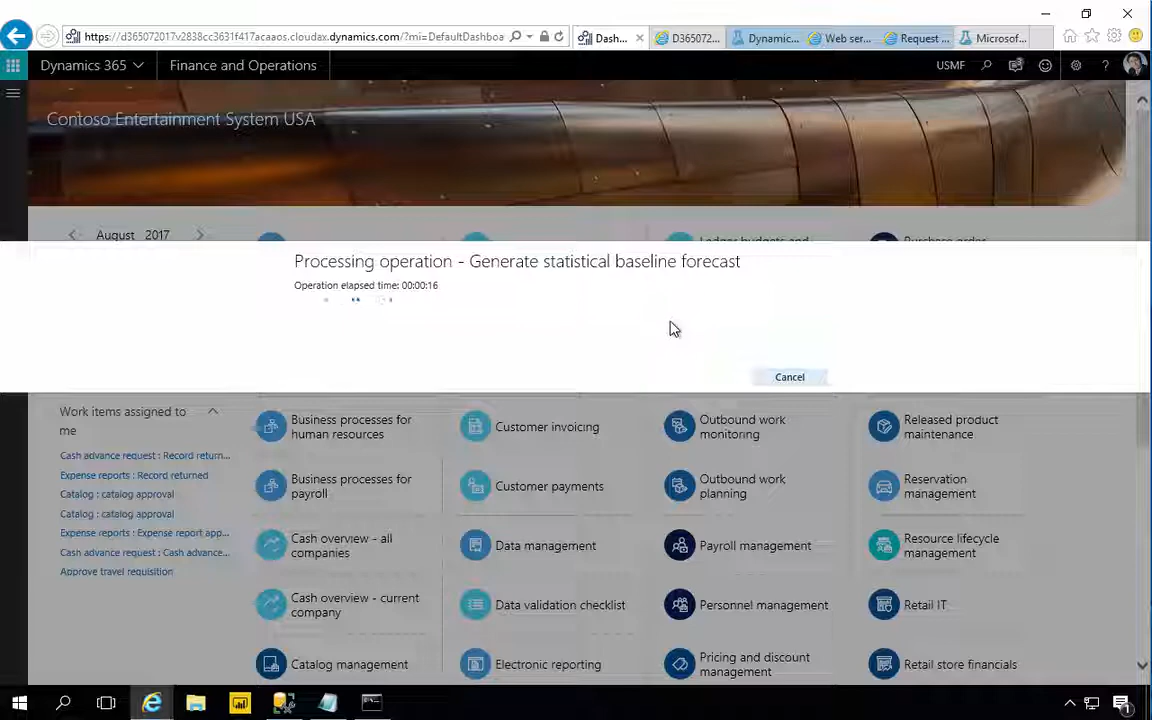 https://d365072017v2838cc3631f417acaaos.cloudax.dynamics.com/?mi=DefaultDashboa
Dash...
D365072...
Dynamic...
Web ser...
Request ...
Microsof...
Dynamics 365
Finance and Operations
USMF
?
Contoso Entertainment System USA
August 2017
Ledger budgets and
Purchase order
Processing operation - Generate statistical baseline forecast
Operation elapsed time: 00:00:16
Cancel
Work items assigned to
me
Cash advance request : Record return...
Expense reports : Record returned
Catalog : catalog approval
Catalog : catalog approval
Expense reports : Expense report app...
Cash advance request : Cash advance...
Approve travel requisition
Business processes for
human resources
Business processes for
payroll
Cash overview - all
companies
Cash overview - current
company
Catalog management
Customer invoicing
Customer payments
Data management
Data validation checklist
Electronic reporting
Outbound work
monitoring
Outbound work
planning
Payroll management
Personnel management
Pricing and discount
management
Released product
maintenance
Reservation
management
Resource lifecycle
management
Retail IT
Retail store financials
1